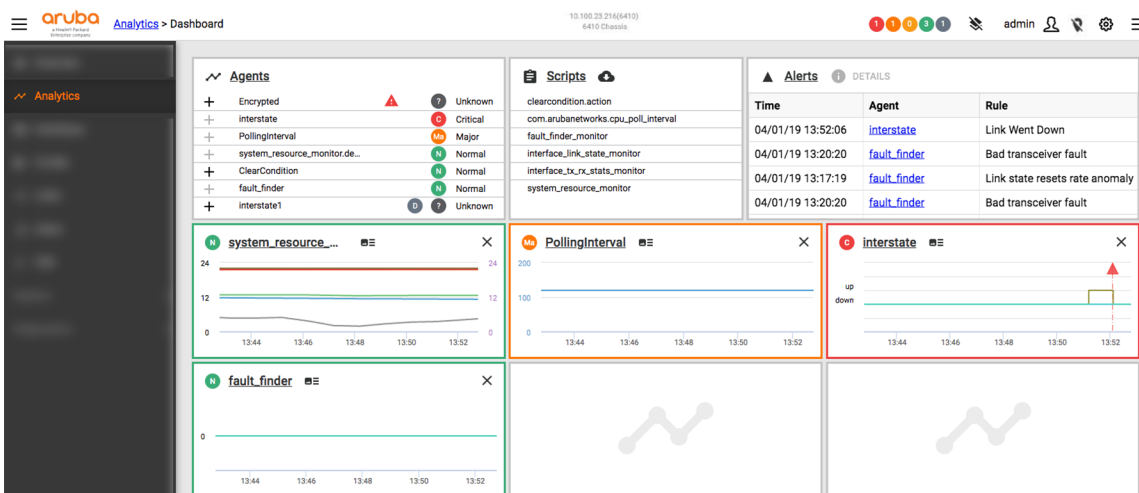 aruba
a Hewlett Packard
Enterprise company
Analytics > Dashboard
10.100.23.216(6410)
6410 Chassis
1 1 0 3 1
admin
Analytics
Agents
Encrypted ? Unknown
interstate C Critical
PollingInterval Ma Major
system_resource_monitor.de... N Normal
ClearCondition N Normal
fault_finder N Normal
interstate1 D ? Unknown
Scripts
clearcondition.action
com.arubanetworks.cpu_poll_interval
fault_finder_monitor
interface_link_state_monitor
interface_tx_rx_stats_monitor
system_resource_monitor
Alerts i DETAILS
Time Agent Rule
04/01/19 13:52:06 interstate Link Went Down
04/01/19 13:20:20 fault_finder Bad transceiver fault
04/01/19 13:17:19 fault_finder Link state resets rate anomaly
04/01/19 13:20:20 fault_finder Bad transceiver fault
N system_resource_...
24 24
12 12
0 0
13:44 13:46 13:48 13:50 13:52
Ma PollingInterval
200
100
0
13:44 13:46 13:48 13:50 13:52
C interstate
up
down
13:44 13:46 13:48 13:50 13:52
N fault_finder
0
13:44 13:46 13:48 13:50 13:52